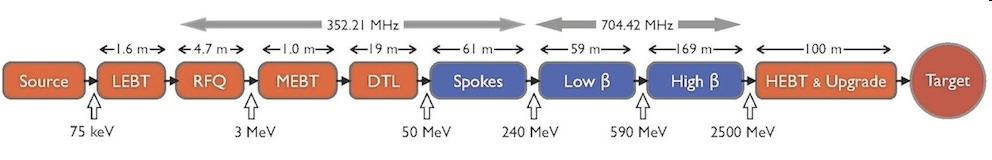 352.21 MHz 704.42 MHz
1.6 m 4.7 m 1.0 m 19 m 61 m 59 m 169 m 100 m
Source LEBT RFQ MEBT DTL Spokes Low β High β HEBT & Upgrade Target
75 keV 3 MeV 50 MeV 240 MeV 590 MeV 2500 MeV